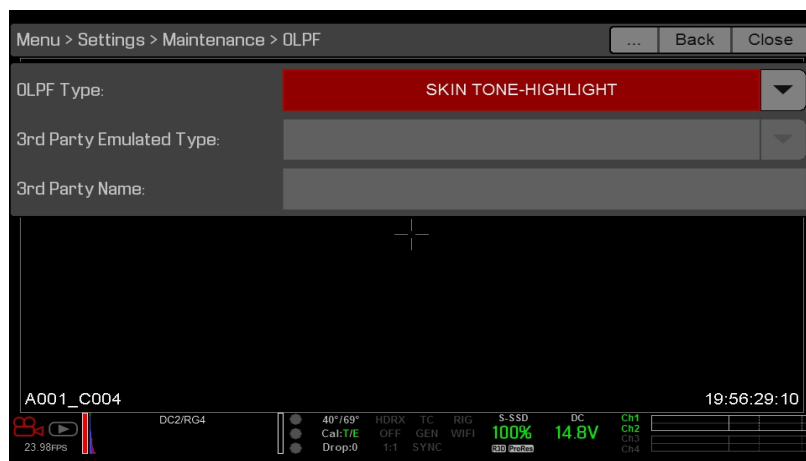 Menu > Settings > Maintenance > OLPF ... Back Close
OLPF Type: SKIN TONE-HIGHLIGHT
3rd Party Emulated Type:
3rd Party Name:
A001_C004 19:56:29:10
DC2/RG4 40°/69° HDRX TC RIG S-SSD DC Ch1
Cal:T/E OFF GEN WIFI 100% 14.8V Ch2
23.98FPS Drop:0 1:1 SYNC R3D ProRes Ch3
Ch4